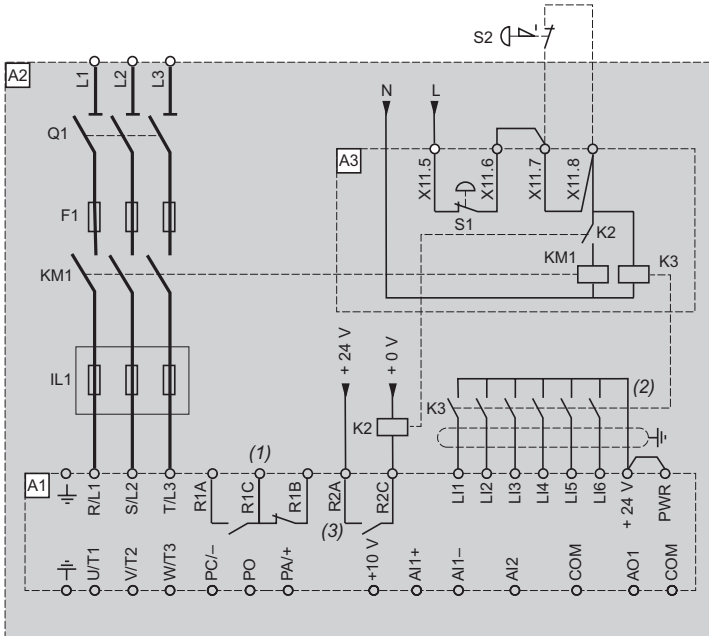 S2
A2
L1
L2
L3
N
L
Q1
A3
X11.5
X11.6
X11.7
X11.8
S1
K2
F1
KM1
K3
KM1
IL1
+ 24 V
+ 0 V
(2)
K3
K2
(1)
A1
R/L1
S/L2
T/L3
R1A
R1C
R1B
R2A
R2C
LI1
LI2
LI3
LI4
LI5
LI6
+ 24 V
PWR
(3)
U/T1
V/T2
W/T3
PC/–
PO
PA/+
+10 V
AI1+
AI1–
AI2
COM
AO1
COM